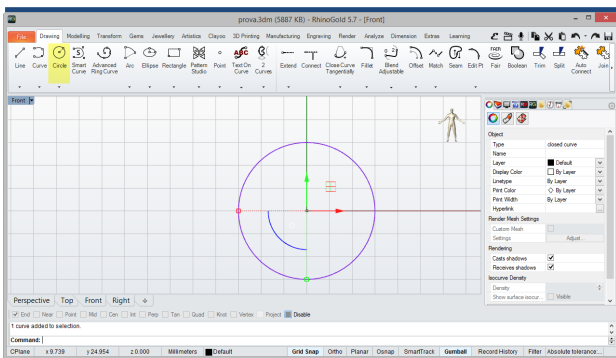 prova.3dm (5887 KB) - RhinoGold 5.7 - [Front]
File Drawing Modelling Transform Gems Jewellery Artistics Clayoo 3D Printing Manufacturing Engraving Render Analyze Dimension Extras Learning
Line Curve Circle Smart Curve Advanced Ring Curve Arc Ellipse Rectangle Pattern Studio Point Text On Curve 2 Curves Extend Connect Close Curve Tangentially Fillet Blend Adjustable Offset Match Seam Edit Pt Fair Boolean Trim Split Auto Connect Join
Front
Object
Type closed curve
Name
Layer Default
Display Color By Layer
Linetype By Layer
Print Color By Layer
Print Width By Layer
Hyperlink ...
Render Mesh Settings
Custom Mesh
Settings Adjust...
Rendering
Casts shadows
Receives shadows
Isocurve Density
Density
Show surface isocur... Visible
Perspective Top Front Right
End Near Point Mid Cen Int Perp Tan Quad Knot Vertex Project Disable
1 curve added to selection.
Command:
CPlane x 9.739 y 24.954 z 0.000 Millimeters Default Grid Snap Ortho Planar Osnap SmartTrack Gumball Record History Filter Absolute tolerance...